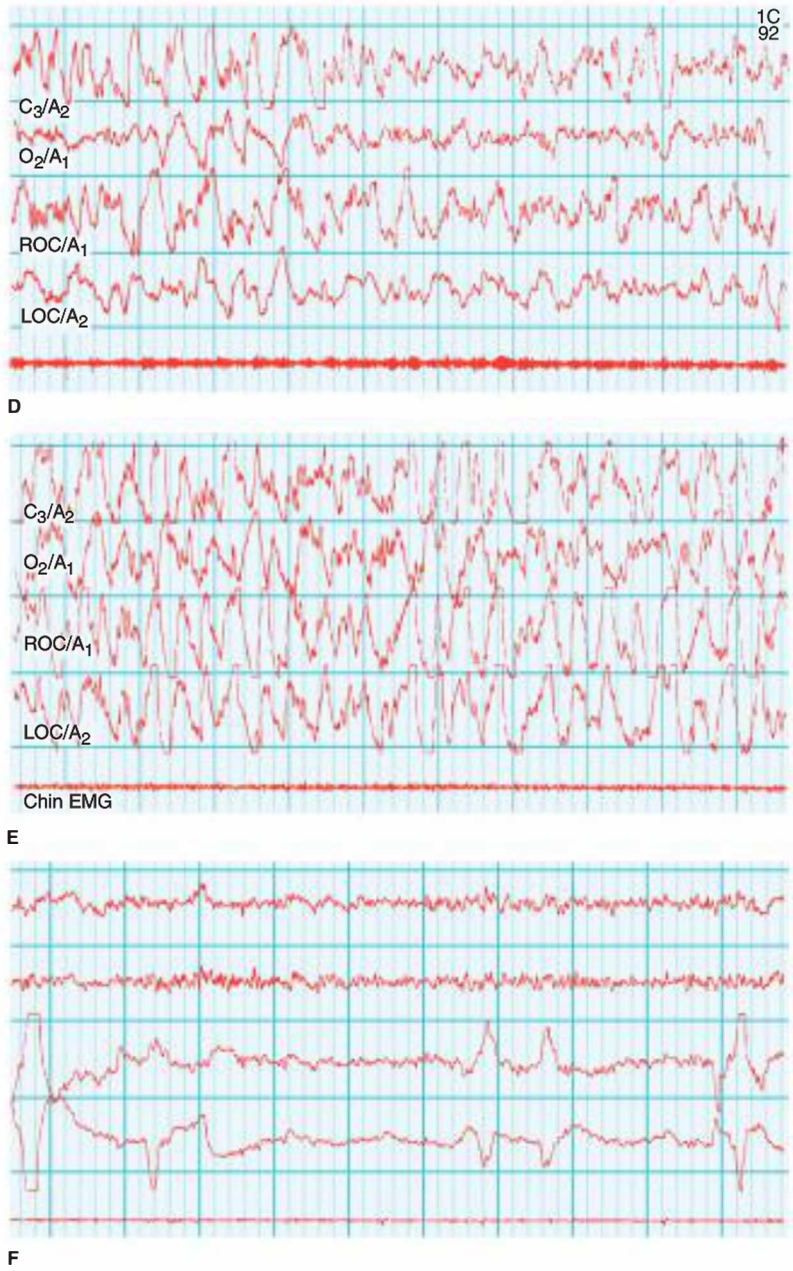 1C
92
C3/A2
O2/A1
ROC/A1
LOC/A2
D
C3/A2
O2/A1
ROC/A1
LOC/A2
Chin EMG
E
F